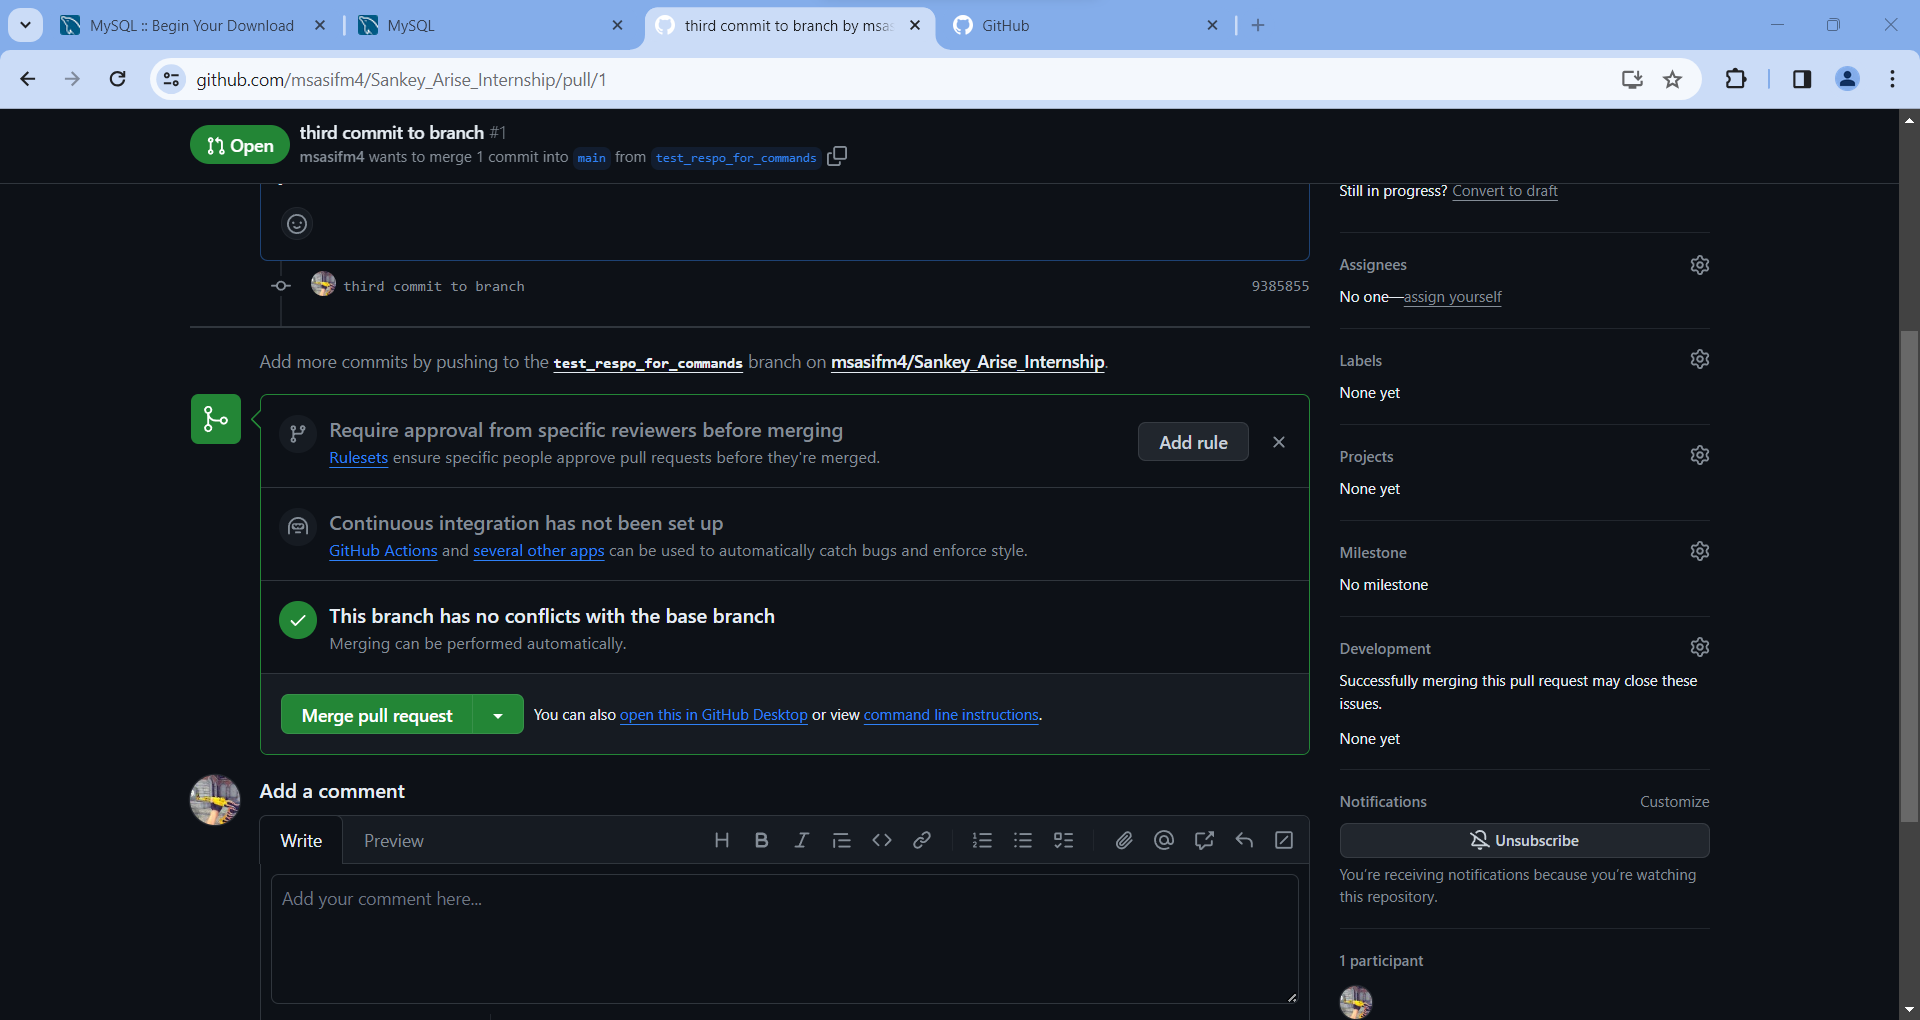 MySQL :: Begin Your Download
MySQL
third commit to branch by msas
GitHub
github.com/msasifm4/Sankey_Arise_Internship/pull/1
Open
third commit to branch #1
msasifm4 wants to merge 1 commit into main from test_respo_for_commands
Still in progress? Convert to draft
third commit to branch
9385855
Add more commits by pushing to the test_respo_for_commands branch on msasifm4/Sankey_Arise_Internship.
Require approval from specific reviewers before merging
Rulesets ensure specific people approve pull requests before they're merged.
Add rule
Continuous integration has not been set up
GitHub Actions and several other apps can be used to automatically catch bugs and enforce style.
This branch has no conflicts with the base branch
Merging can be performed automatically.
Merge pull request
You can also open this in GitHub Desktop or view command line instructions.
Add a comment
Write
Preview
Add your comment here...
Assignees
No one—assign yourself
Labels
None yet
Projects
None yet
Milestone
No milestone
Development
Successfully merging this pull request may close these
issues.
None yet
Notifications
Customize
Unsubscribe
You're receiving notifications because you're watching
this repository.
1 participant